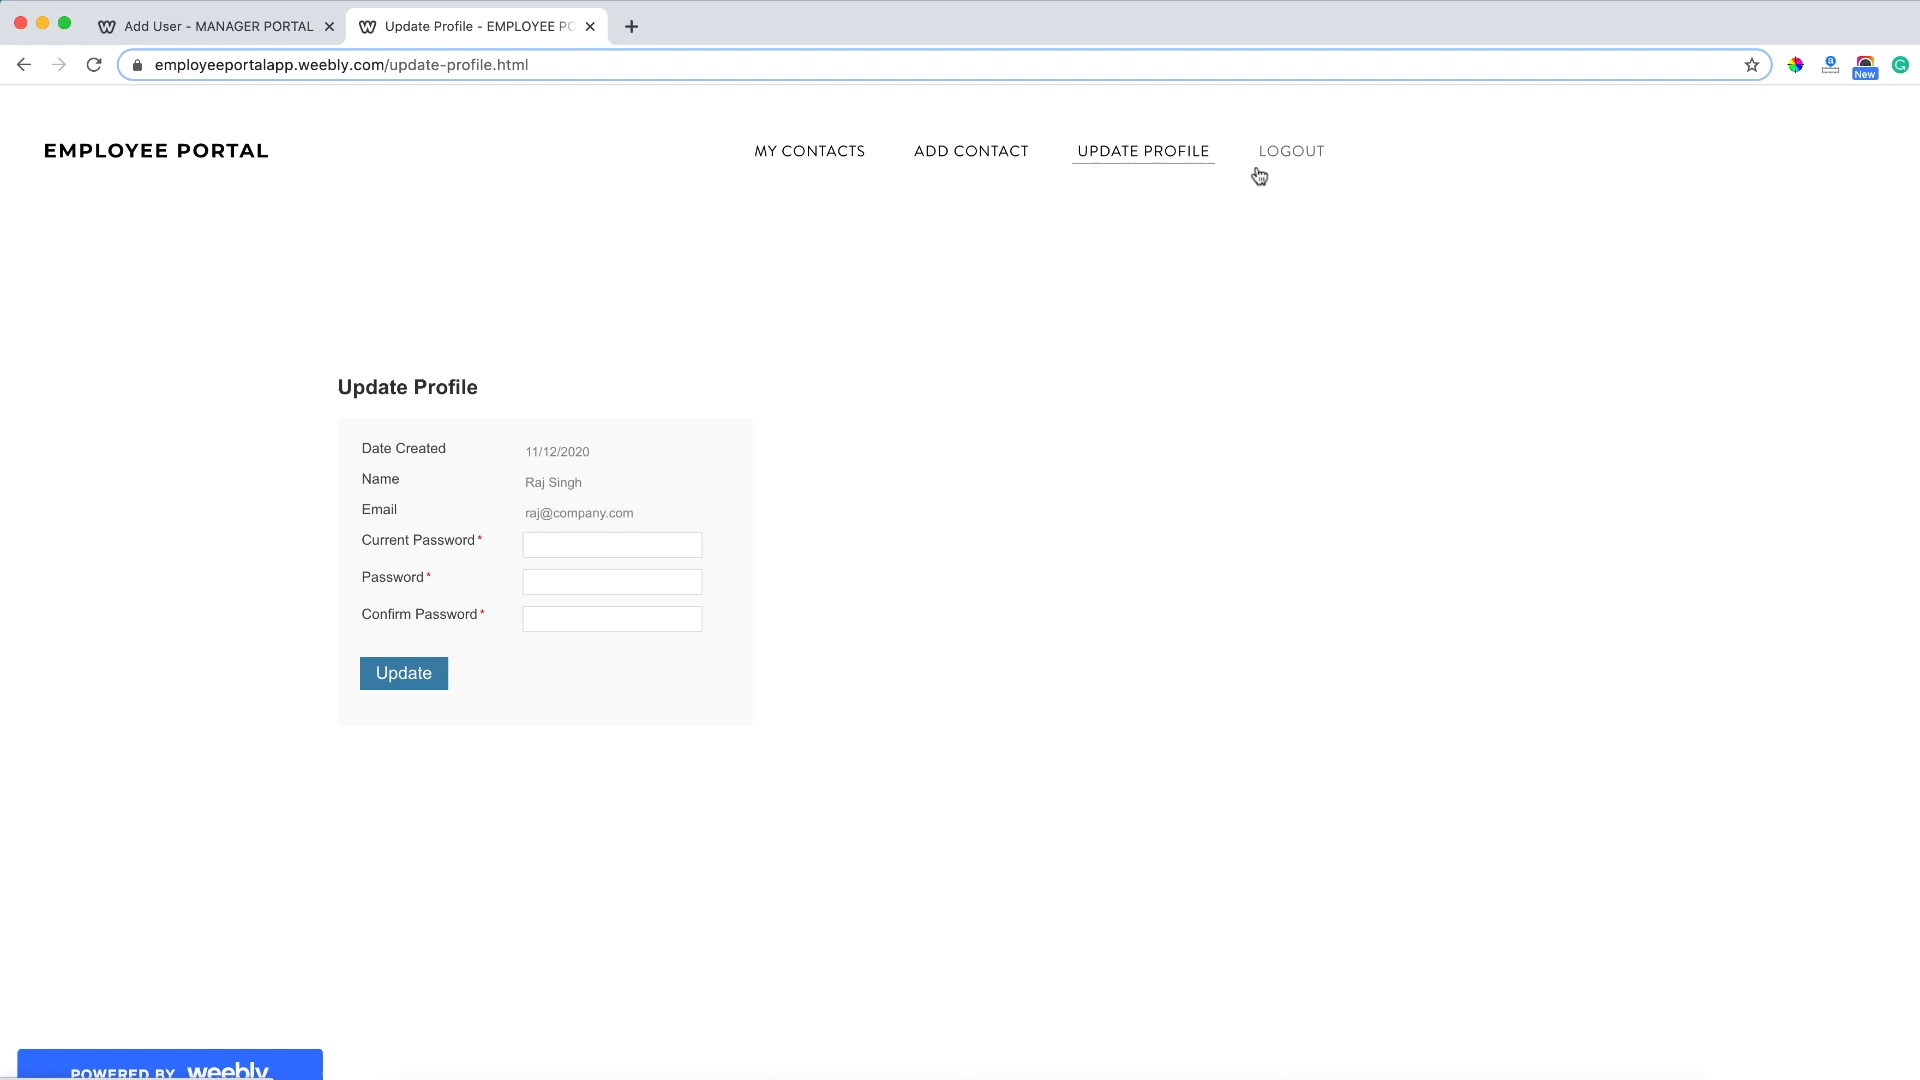 Add User - MANAGER PORTAL
Update Profile - EMPLOYEE PO
employeeportalapp.weebly.com/update-profile.html
New
EMPLOYEE PORTAL
MY CONTACTS
ADD CONTACT
UPDATE PROFILE
LOGOUT
Update Profile
Date Created 11/12/2020
Name Raj Singh
Email raj@company.com
Current Password*
Password*
Confirm Password*
Update
POWERED BY weebly